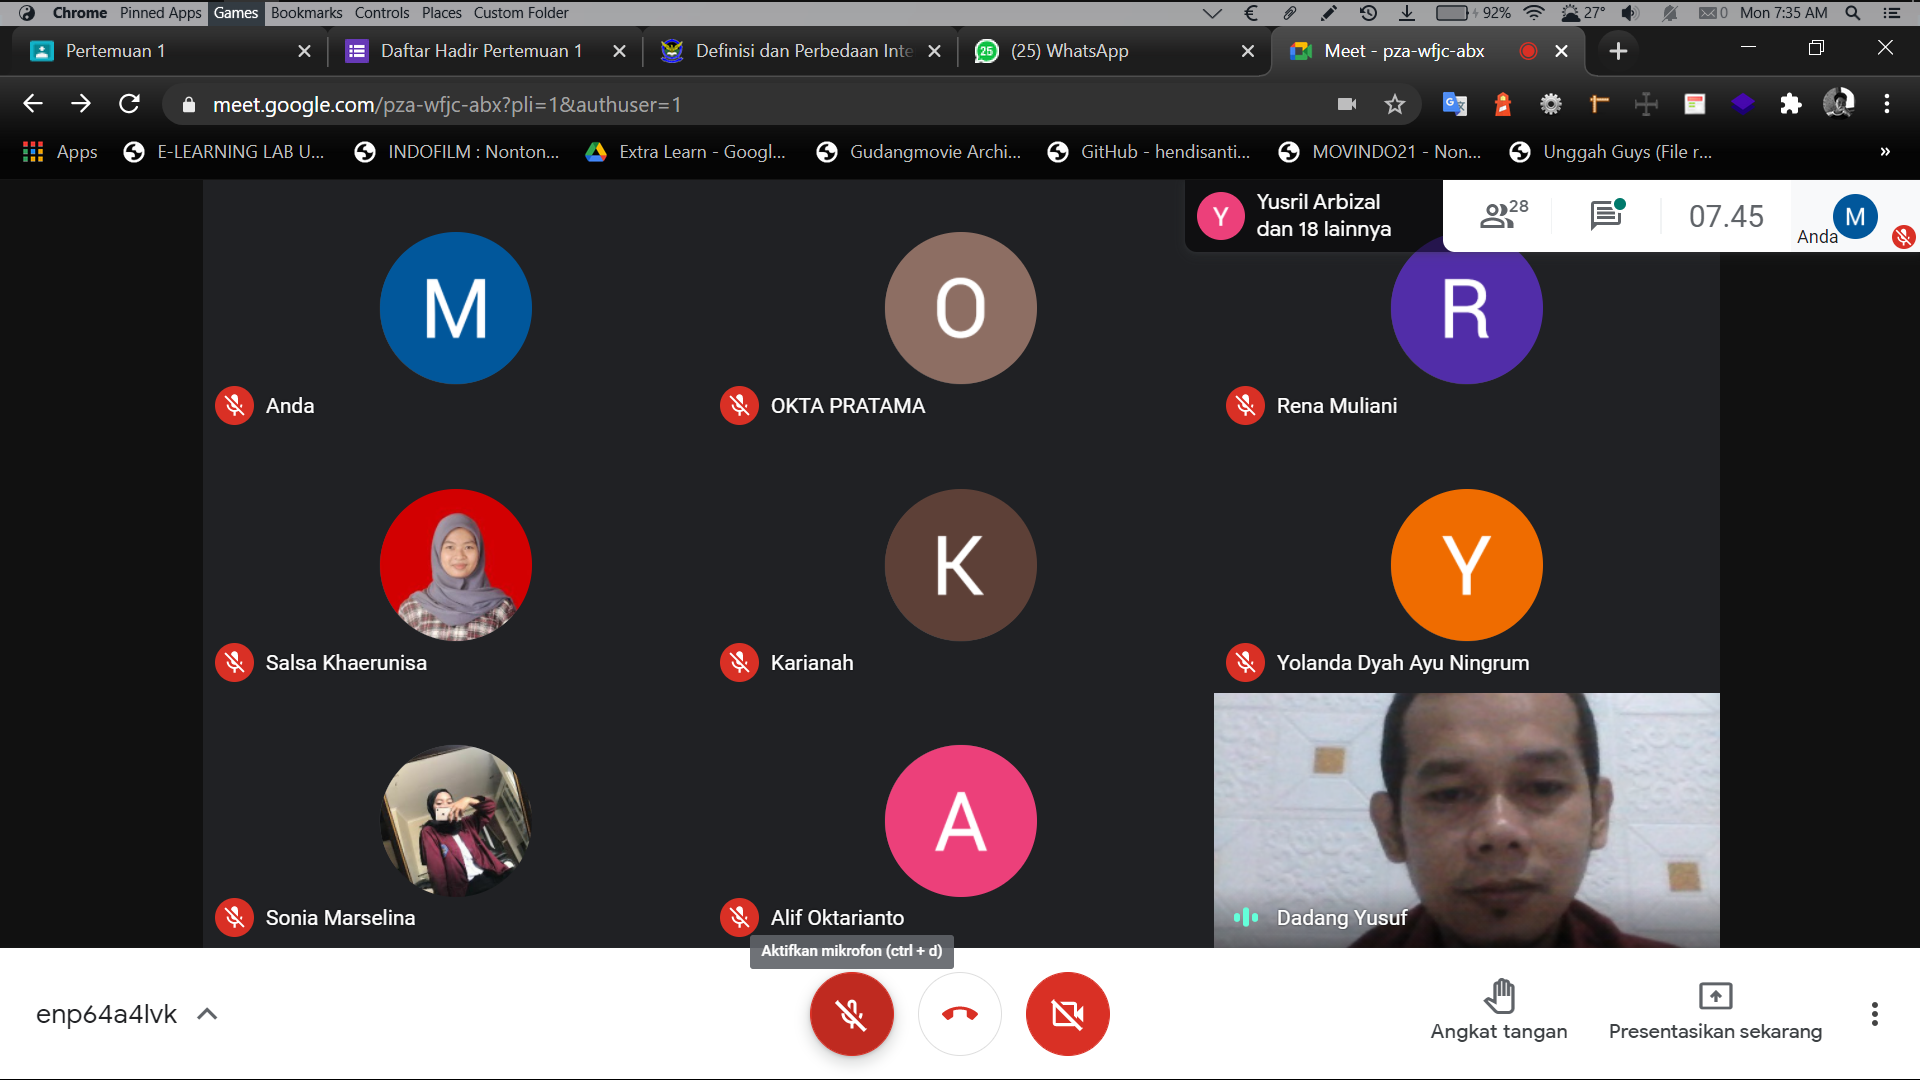 Chrome Pinned Apps Games Bookmarks Controls Places Custom Folder 92% 27° 0 Mon 7:35 AM
Pertemuan 1 Daftar Hadir Pertemuan 1 Definisi dan Perbedaan Inte 25 (25) WhatsApp Meet - pza-wfjc-abx
meet.google.com/pza-wfjc-abx?pli=1&authuser=1
Apps E-LEARNING LAB U... INDOFILM : Nonton... Extra Learn - Googl... Gudangmovie Archi... GitHub - hendisanti... MOVINDO21 - Non... Unggah Guys (File r... »
Y Yusril Arbizal
dan 18 lainnya
28 07.45 Anda M
M O R
Anda OKTA PRATAMA Rena Muliani
K Y
Salsa Khaerunisa Karianah Yolanda Dyah Ayu Ningrum
A
Sonia Marselina Alif Oktarianto Dadang Yusuf
Aktifkan mikrofon (ctrl + d)
enp64a4lvk Angkat tangan Presentasikan sekarang